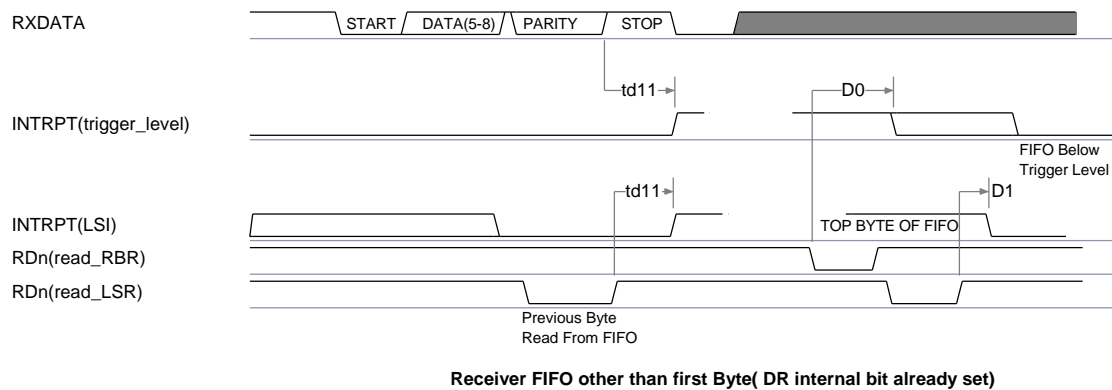 RXDATA
START
DATA(5-8)
PARITY
STOP
td11
D0
INTRPT(trigger_level)
FIFO Below
Trigger Level
td11
D1
INTRPT(LSI)
TOP BYTE OF FIFO
RDn(read_RBR)
RDn(read_LSR)
Previous Byte
Read From FIFO
Receiver FIFO other than first Byte( DR internal bit already set)